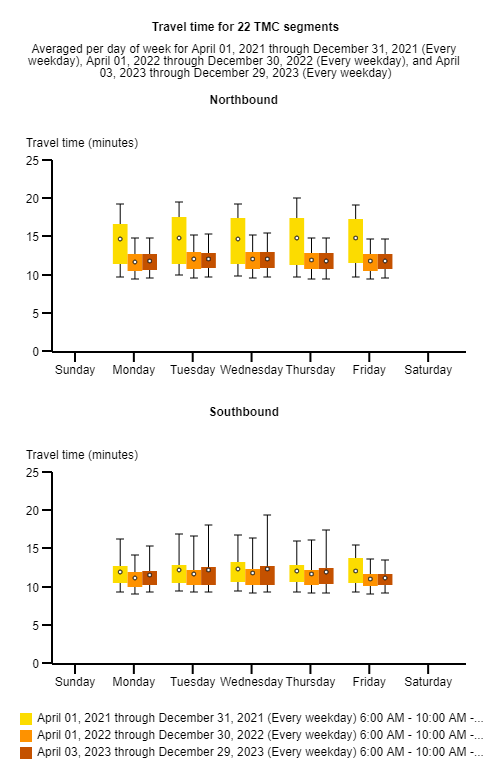 Travel time for 22 TMC segments
Averaged per day of week for April 01, 2021 through December 31, 2021 (Every
weekday), April 01, 2022 through December 30, 2022 (Every weekday), and April
03, 2023 through December 29, 2023 (Every weekday)
Northbound
Travel time (minutes)
25
20
15
10
5
0
Sunday Monday Tuesday Wednesday Thursday Friday Saturday
Southbound
Travel time (minutes)
25
20
15
10
5
0
Sunday Monday Tuesday Wednesday Thursday Friday Saturday
April 01, 2021 through December 31, 2021 (Every weekday) 6:00 AM - 10:00 AM -...
April 01, 2022 through December 30, 2022 (Every weekday) 6:00 AM - 10:00 AM -...
April 03, 2023 through December 29, 2023 (Every weekday) 6:00 AM - 10:00 AM -...